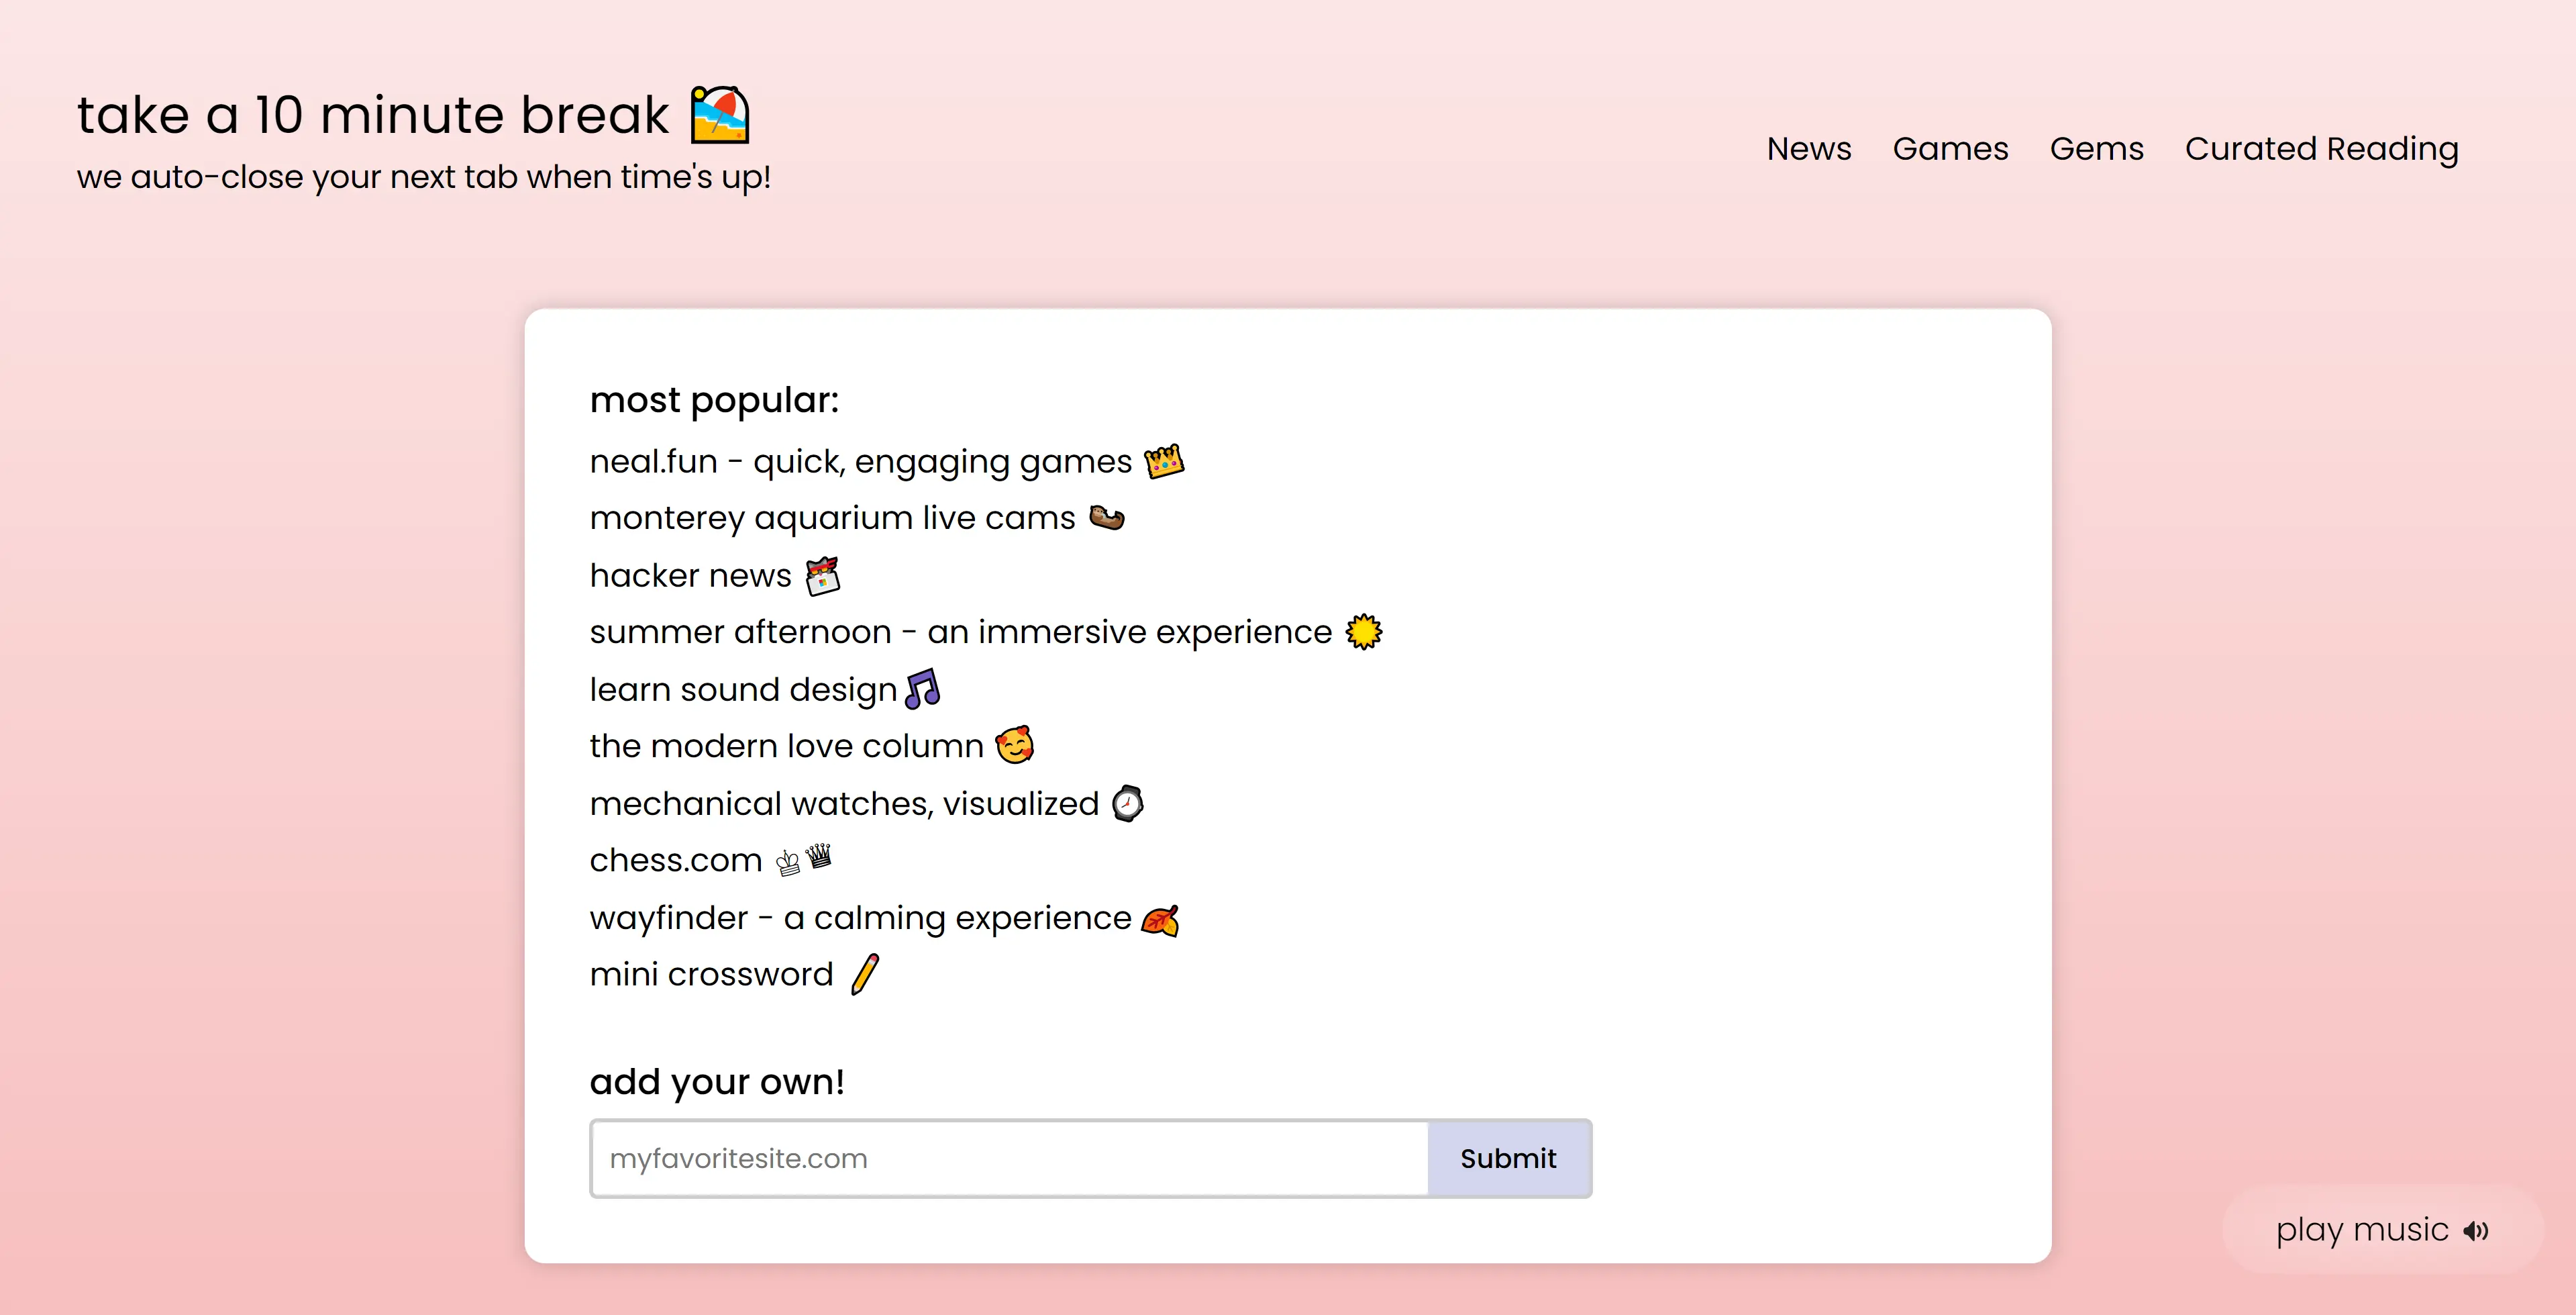 take a 10 minute break 🏖️
we auto-close your next tab when time's up!
News Games Gems Curated Reading
most popular:
neal.fun - quick, engaging games 👑
monterey aquarium live cams 🦦
hacker news 🐱‍💻
summer afternoon - an immersive experience ☀️
learn sound design🎵
the modern love column 🥰
mechanical watches, visualized ⌚
chess.com ♔♛
wayfinder - a calming experience 🍂
mini crossword ✏️
add your own!
myfavoritesite.com
Submit
play music 🔊